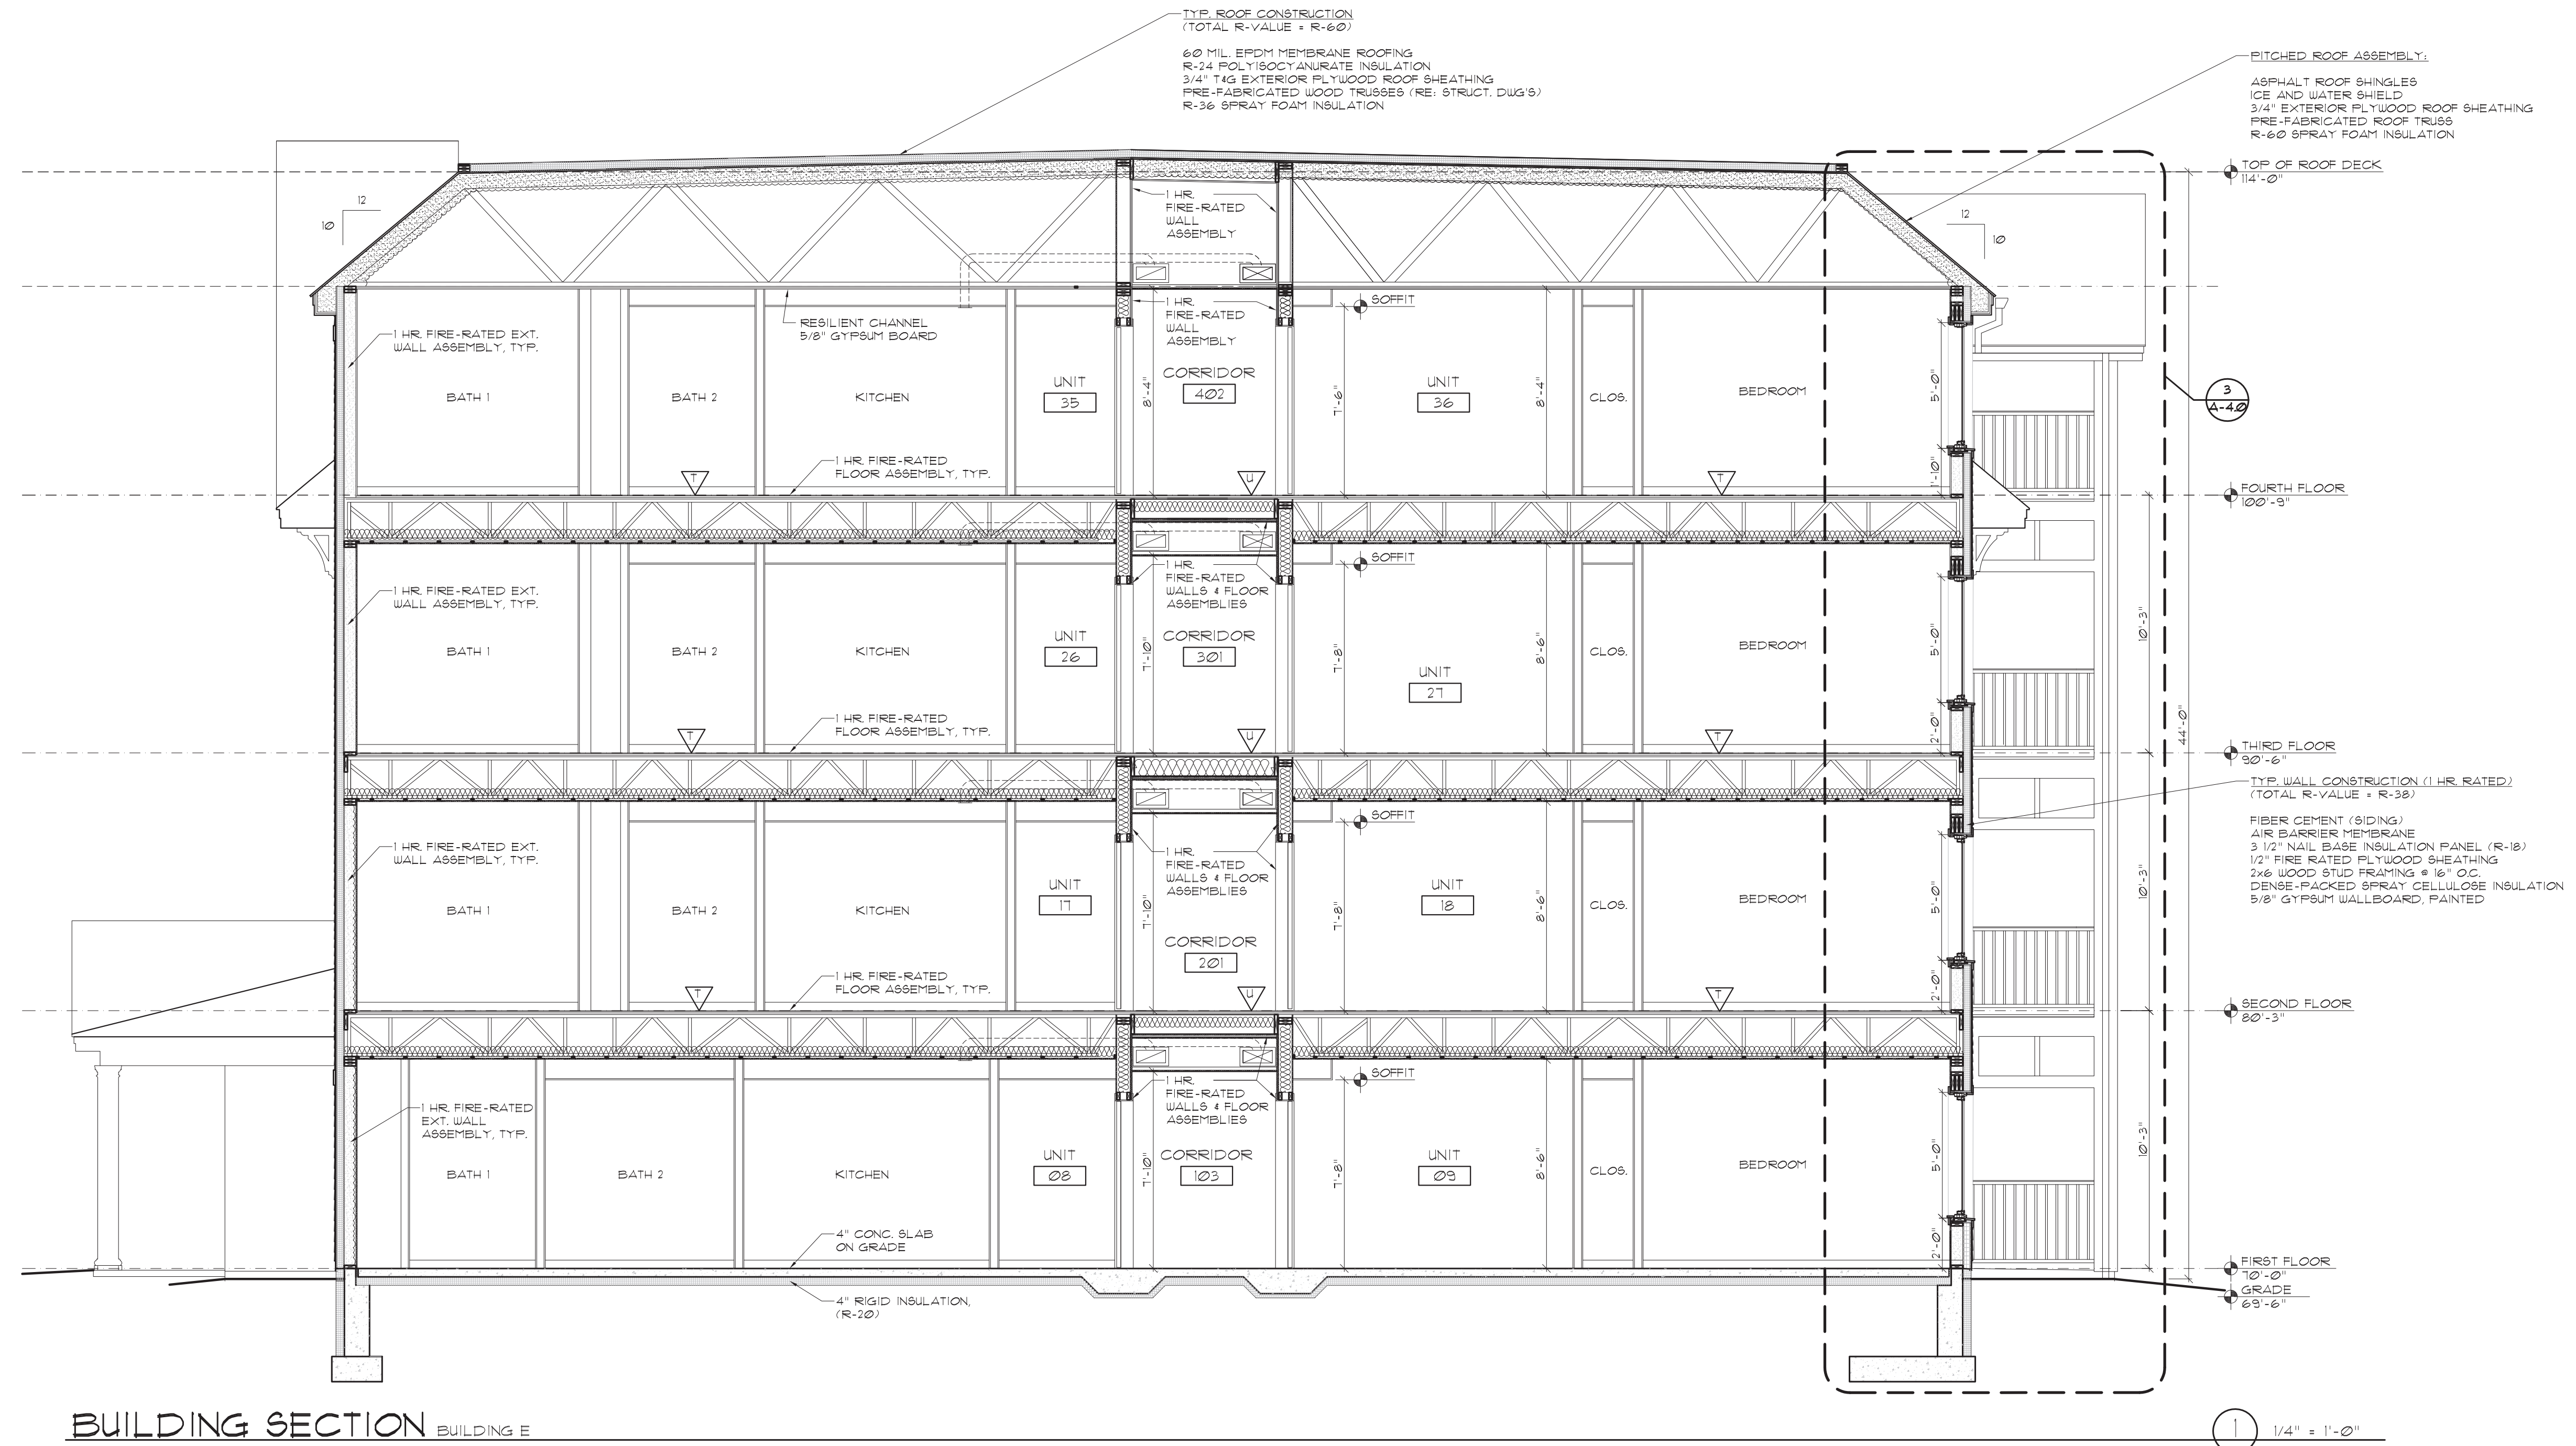 TYP. ROOF CONSTRUCTION
(TOTAL R-VALUE = R-60)
60 MIL. EPDM MEMBRANE ROOFING
R-24 POLYISOCYANURATE INSULATION
3/4" T&G EXTERIOR PLYWOOD ROOF SHEATHING
PRE-FABRICATED WOOD TRUSSES (RE: STRUCT. DWG'S)
R-36 SPRAY FOAM INSULATION
PITCHED ROOF ASSEMBLY:
ASPHALT ROOF SHINGLES
ICE AND WATER SHIELD
3/4" EXTERIOR PLYWOOD ROOF SHEATHING
PRE-FABRICATED ROOF TRUSS
R-60 SPRAY FOAM INSULATION
TOP OF ROOF DECK
114'-0"
12
10
1 HR.
FIRE-RATED
WALL
ASSEMBLY
12
10
1 HR. FIRE-RATED EXT.
WALL ASSEMBLY, TYP.
RESILIENT CHANNEL
5/8" GYPSUM BOARD
1 HR.
FIRE-RATED
WALL
ASSEMBLY
SOFFIT
BATH 1
BATH 2
KITCHEN
UNIT
35
8'-4"
CORRIDOR
402
7'-6"
UNIT
36
8'-4"
CLOS.
BEDROOM
5'-0"
1'-10"
3
A-4.0
1 HR. FIRE-RATED
FLOOR ASSEMBLY, TYP.
T
U
T
FOURTH FLOOR
100'-9"
1 HR. FIRE-RATED EXT.
WALL ASSEMBLY, TYP.
1 HR.
FIRE-RATED
WALLS & FLOOR
ASSEMBLIES
SOFFIT
BATH 1
BATH 2
KITCHEN
UNIT
26
7'-10"
CORRIDOR
301
7'-8"
UNIT
27
8'-6"
CLOS.
BEDROOM
5'-0"
2'-0"
10'-3"
44'-0"
1 HR. FIRE-RATED
FLOOR ASSEMBLY, TYP.
T
U
T
THIRD FLOOR
90'-6"
TYP. WALL CONSTRUCTION (1 HR. RATED)
(TOTAL R-VALUE = R-38)
FIBER CEMENT (SIDING)
AIR BARRIER MEMBRANE
3 1/2" NAIL BASE INSULATION PANEL (R-18)
1/2" FIRE RATED PLYWOOD SHEATHING
2x6 WOOD STUD FRAMING @ 16" O.C.
DENSE-PACKED SPRAY CELLULOSE INSULATION
5/8" GYPSUM WALLBOARD, PAINTED
1 HR. FIRE-RATED EXT.
WALL ASSEMBLY, TYP.
1 HR.
FIRE-RATED
WALLS & FLOOR
ASSEMBLIES
SOFFIT
BATH 1
BATH 2
KITCHEN
UNIT
17
7'-10"
CORRIDOR
201
7'-8"
UNIT
18
8'-6"
CLOS.
BEDROOM
5'-0"
2'-0"
10'-3"
1 HR. FIRE-RATED
FLOOR ASSEMBLY, TYP.
T
U
T
SECOND FLOOR
80'-3"
1 HR. FIRE-RATED
EXT. WALL
ASSEMBLY, TYP.
1 HR.
FIRE-RATED
WALLS & FLOOR
ASSEMBLIES
SOFFIT
BATH 1
BATH 2
KITCHEN
UNIT
08
7'-10"
CORRIDOR
103
7'-8"
UNIT
09
8'-6"
CLOS.
BEDROOM
5'-0"
2'-0"
10'-3"
4" CONC. SLAB
ON GRADE
4" RIGID INSULATION,
(R-20)
FIRST FLOOR
70'-0"
GRADE
69'-6"
BUILDING SECTION BUILDING E
1 1/4" = 1'-0"